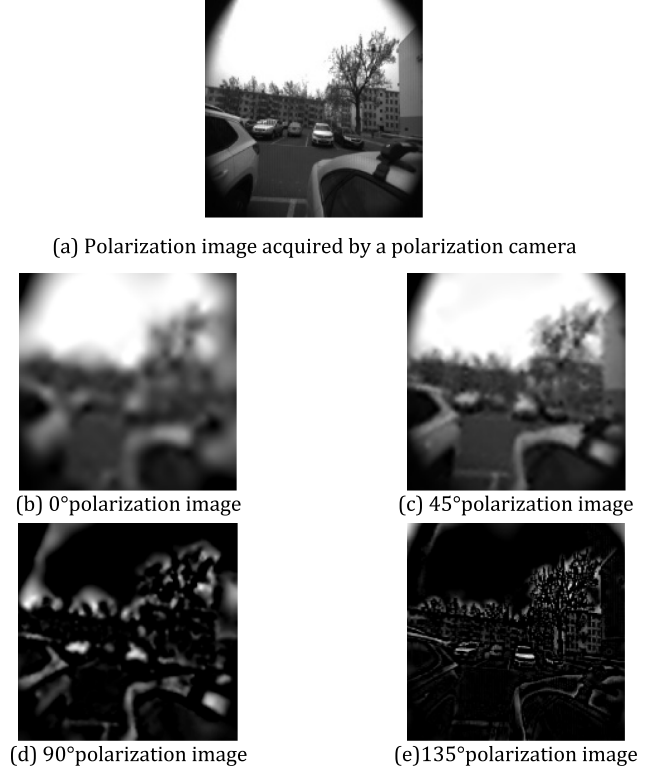 (a) Polarization image acquired by a polarization camera
(b) 0°polarization image
(c) 45°polarization image
(d) 90°polarization image
(e)135°polarization image